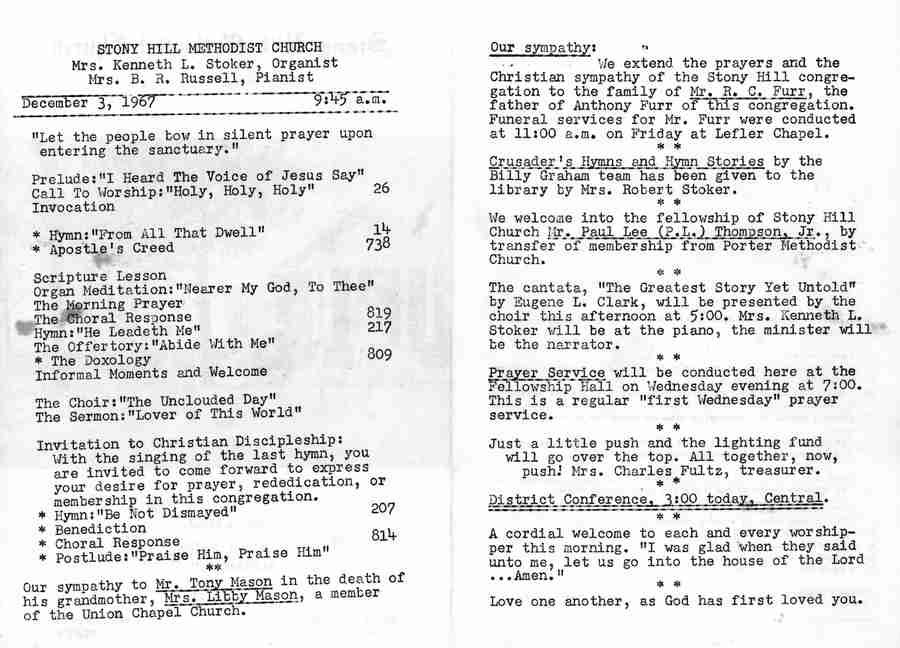 STONY HILL METHODIST CHURCH
Mrs. Kenneth L. Stoker, Organist
Mrs. B. R. Russell, Pianist
December 3, 1967 9:45 a.m.
"Let the people bow in silent prayer upon
entering the sanctuary."
Prelude:"I Heard The Voice of Jesus Say"
Call To Worship:"Holy, Holy, Holy" 26
Invocation
* Hymn:"From All That Dwell" 14
* Apostle's Creed 738
Scripture Lesson
Organ Meditation:"Nearer My God, To Thee"
The Morning Prayer
The Choral Response 819
Hymn:"He Leadeth Me" 217
The Offertory:"Abide With Me"
* The Doxology 809
Informal Moments and Welcome
The Choir:"The Unclouded Day"
The Sermon:"Lover of This World"
Invitation to Christian Discipleship:
With the singing of the last hymn, you
are invited to come forward to express
your desire for prayer, rededication, or
membership in this congregation.
* Hymn:"Be Not Dismayed" 207
* Benediction
* Choral Response 814
* Postlude:"Praise Him, Praise Him"
**
Our sympathy to Mr. Tony Mason in the death of
his grandmother, Mrs. Libby Mason, a member
of the Union Chapel Church.
Our sympathy:
We extend the prayers and the
Christian sympathy of the Stony Hill congre-
gation to the family of Mr. R. C. Furr, the
father of Anthony Furr of this congregation.
Funeral services for Mr. Furr were conducted
at 11:00 a.m. on Friday at Lefler Chapel.
* *
Crusader's Hymns and Hymn Stories by the
Billy Graham team has been given to the
library by Mrs. Robert Stoker.
* *
We welcome into the fellowship of Stony Hill
Church Mr. Paul Lee (P.L.) Thompson, Jr., by
transfer of membership from Porter Methodist
Church.
* *
The cantata, "The Greatest Story Yet Untold"
by Eugene L. Clark, will be presented by the
choir this afternoon at 5:00. Mrs. Kenneth L.
Stoker will be at the piano, the minister will
be the narrator.
* *
Prayer Service will be conducted here at the
Fellowship Hall on Wednesday evening at 7:00.
This is a regular "first Wednesday" prayer
service.
* *
Just a little push and the lighting fund
will go over the top. All together, now,
push! Mrs. Charles Fultz, treasurer.
* *
District Conference, 3:00 today, Central.
* *
A cordial welcome to each and every worship-
per this morning. "I was glad when they said
unto me, let us go into the house of the Lord
...Amen."
* *
Love one another, as God has first loved you.